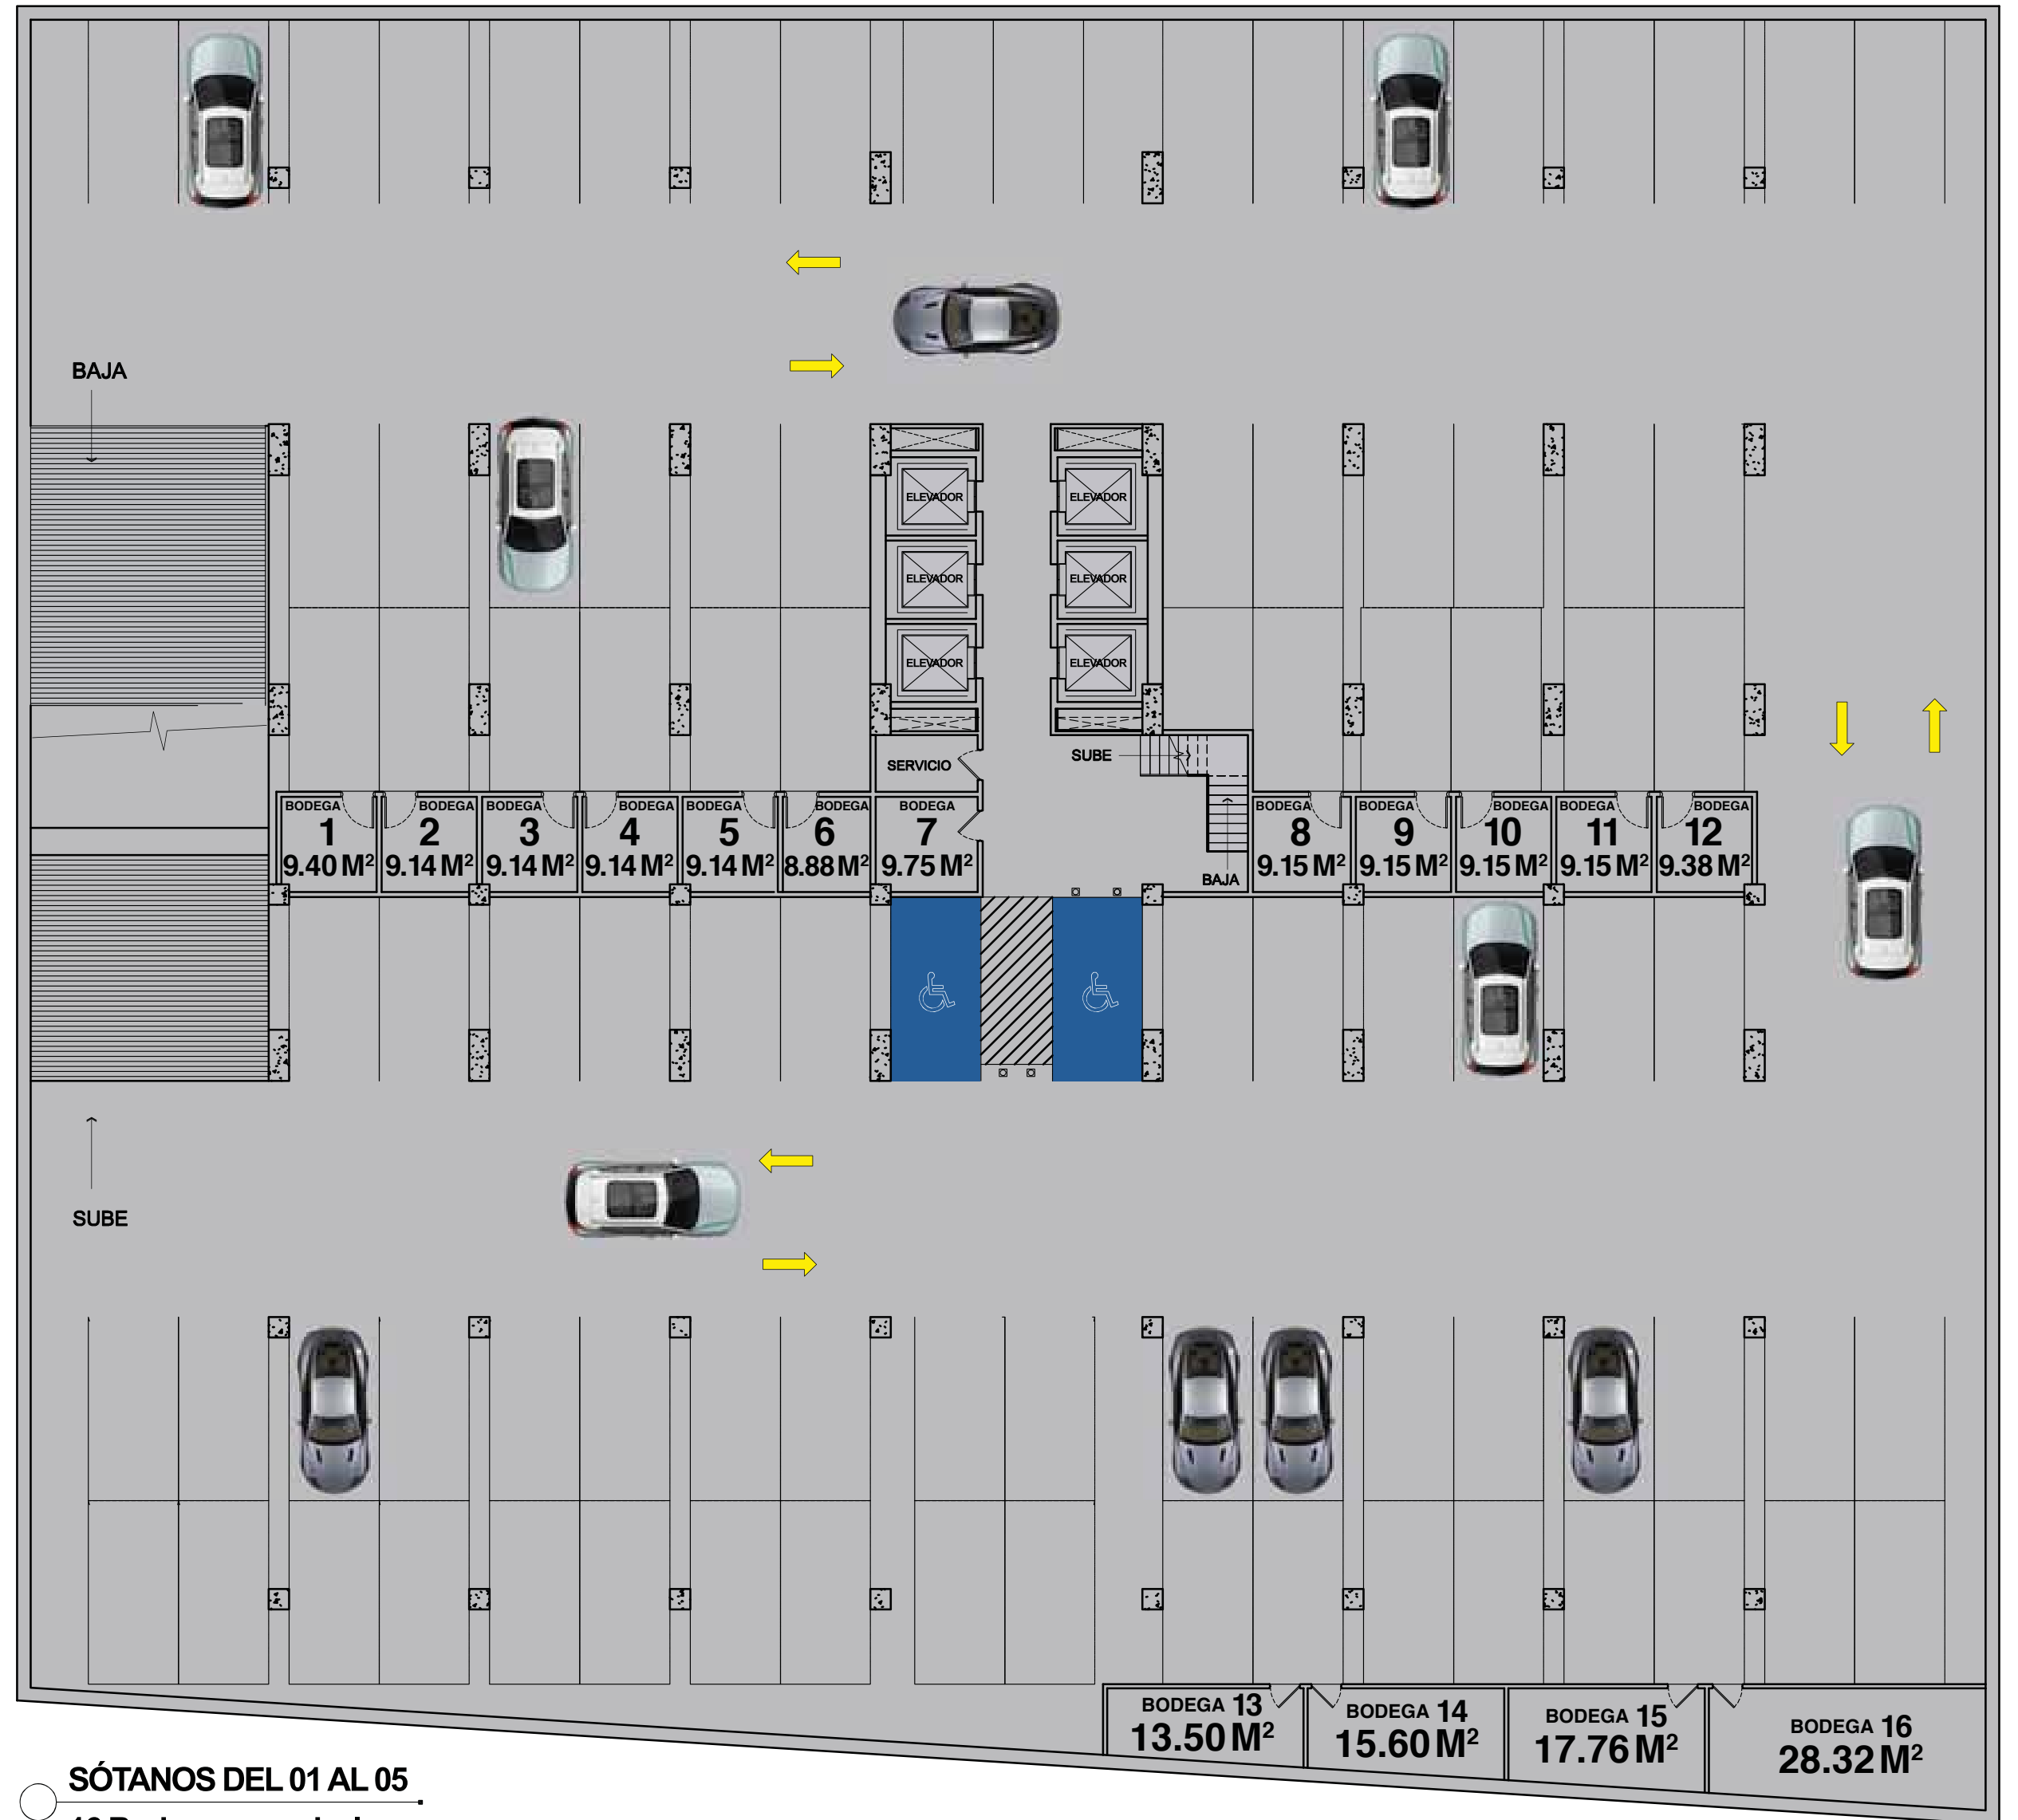 BAJA
ELEVADOR ELEVADOR
ELEVADOR ELEVADOR
ELEVADOR ELEVADOR
SERVICIO
SUBE
BODEGA BODEGA BODEGA BODEGA BODEGA BODEGA BODEGA BODEGA BODEGA BODEGA BODEGA BODEGA
1 2 3 4 5 6 7 8 9 10 11 12
9.40 M² 9.14 M² 9.14 M² 9.14 M² 9.14 M² 8.88 M² 9.75 M² 9.15 M² 9.15 M² 9.15 M² 9.15 M² 9.38 M²
BAJA
SUBE
BODEGA 13
13.50 M²
BODEGA 14
15.60 M²
BODEGA 15
17.76 M²
BODEGA 16
28.32 M²
SÓTANOS DEL 01 AL 05